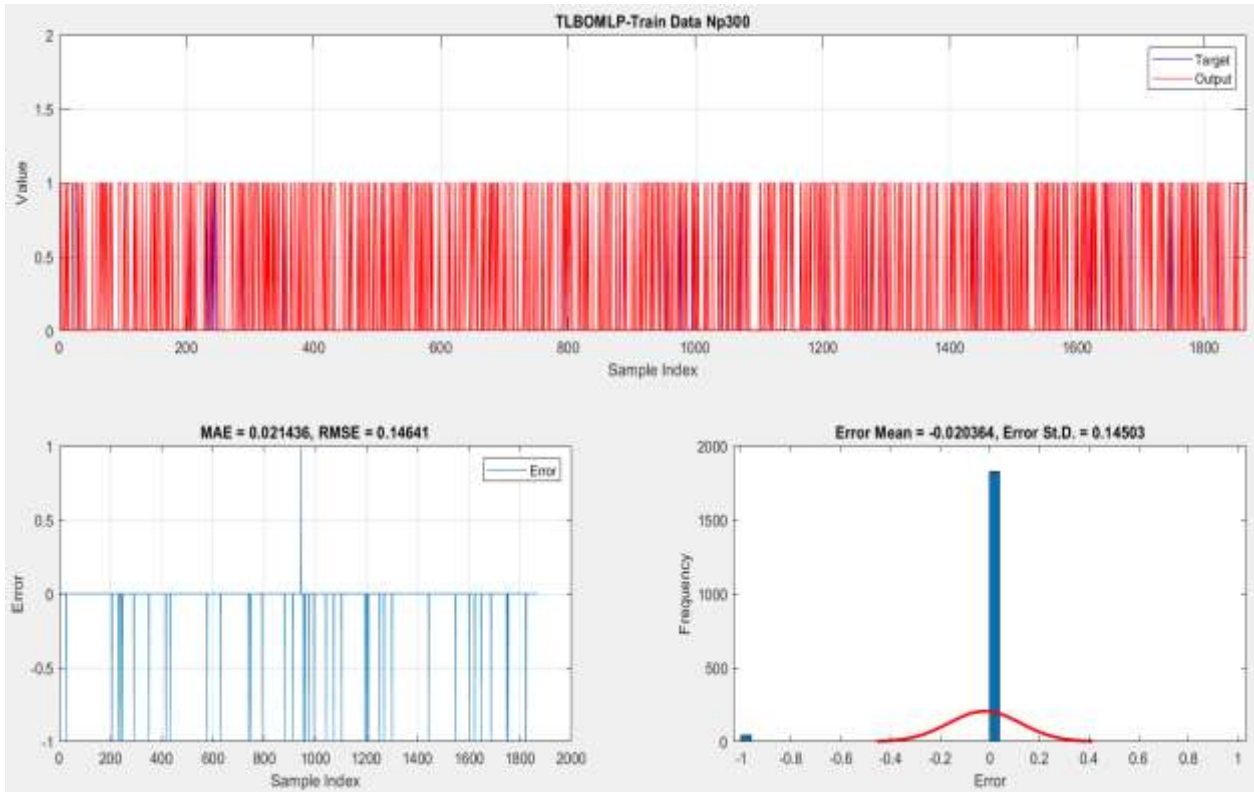 TLBOMLP-Train Data Np300
2
1.5
1
0.5
0
Value
Target
Output
0 200 400 600 800 1000 1200 1400 1600 1800
Sample Index
MAE = 0.021436, RMSE = 0.14641
1
0.5
0
-0.5
-1
Error
Error
0 200 400 600 800 1000 1200 1400 1600 1800 2000
Sample Index
Error Mean = -0.020364, Error St.D. = 0.14503
2000
1500
1000
500
0
Frequency
-1 -0.8 -0.6 -0.4 -0.2 0 0.2 0.4 0.6 0.8 1
Error